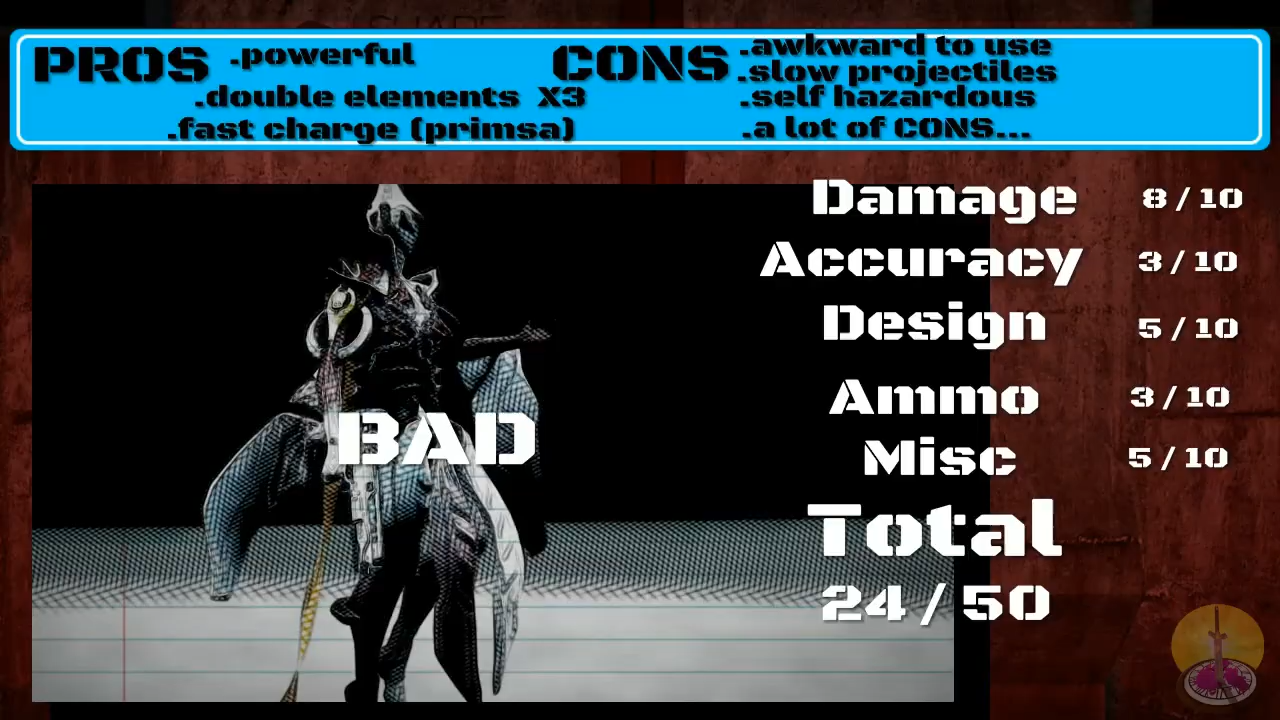 SHARE
PROS
.powerful
.double elements X3
.fast charge (primsa)
CONS
.awkward to use
.slow projectiles
.self hazardous
.a lot of CONS...
Damage 8 / 10
Accuracy 3 / 10
Design 5 / 10
Ammo 3 / 10
Misc 5 / 10
BAD
Total
24 / 50